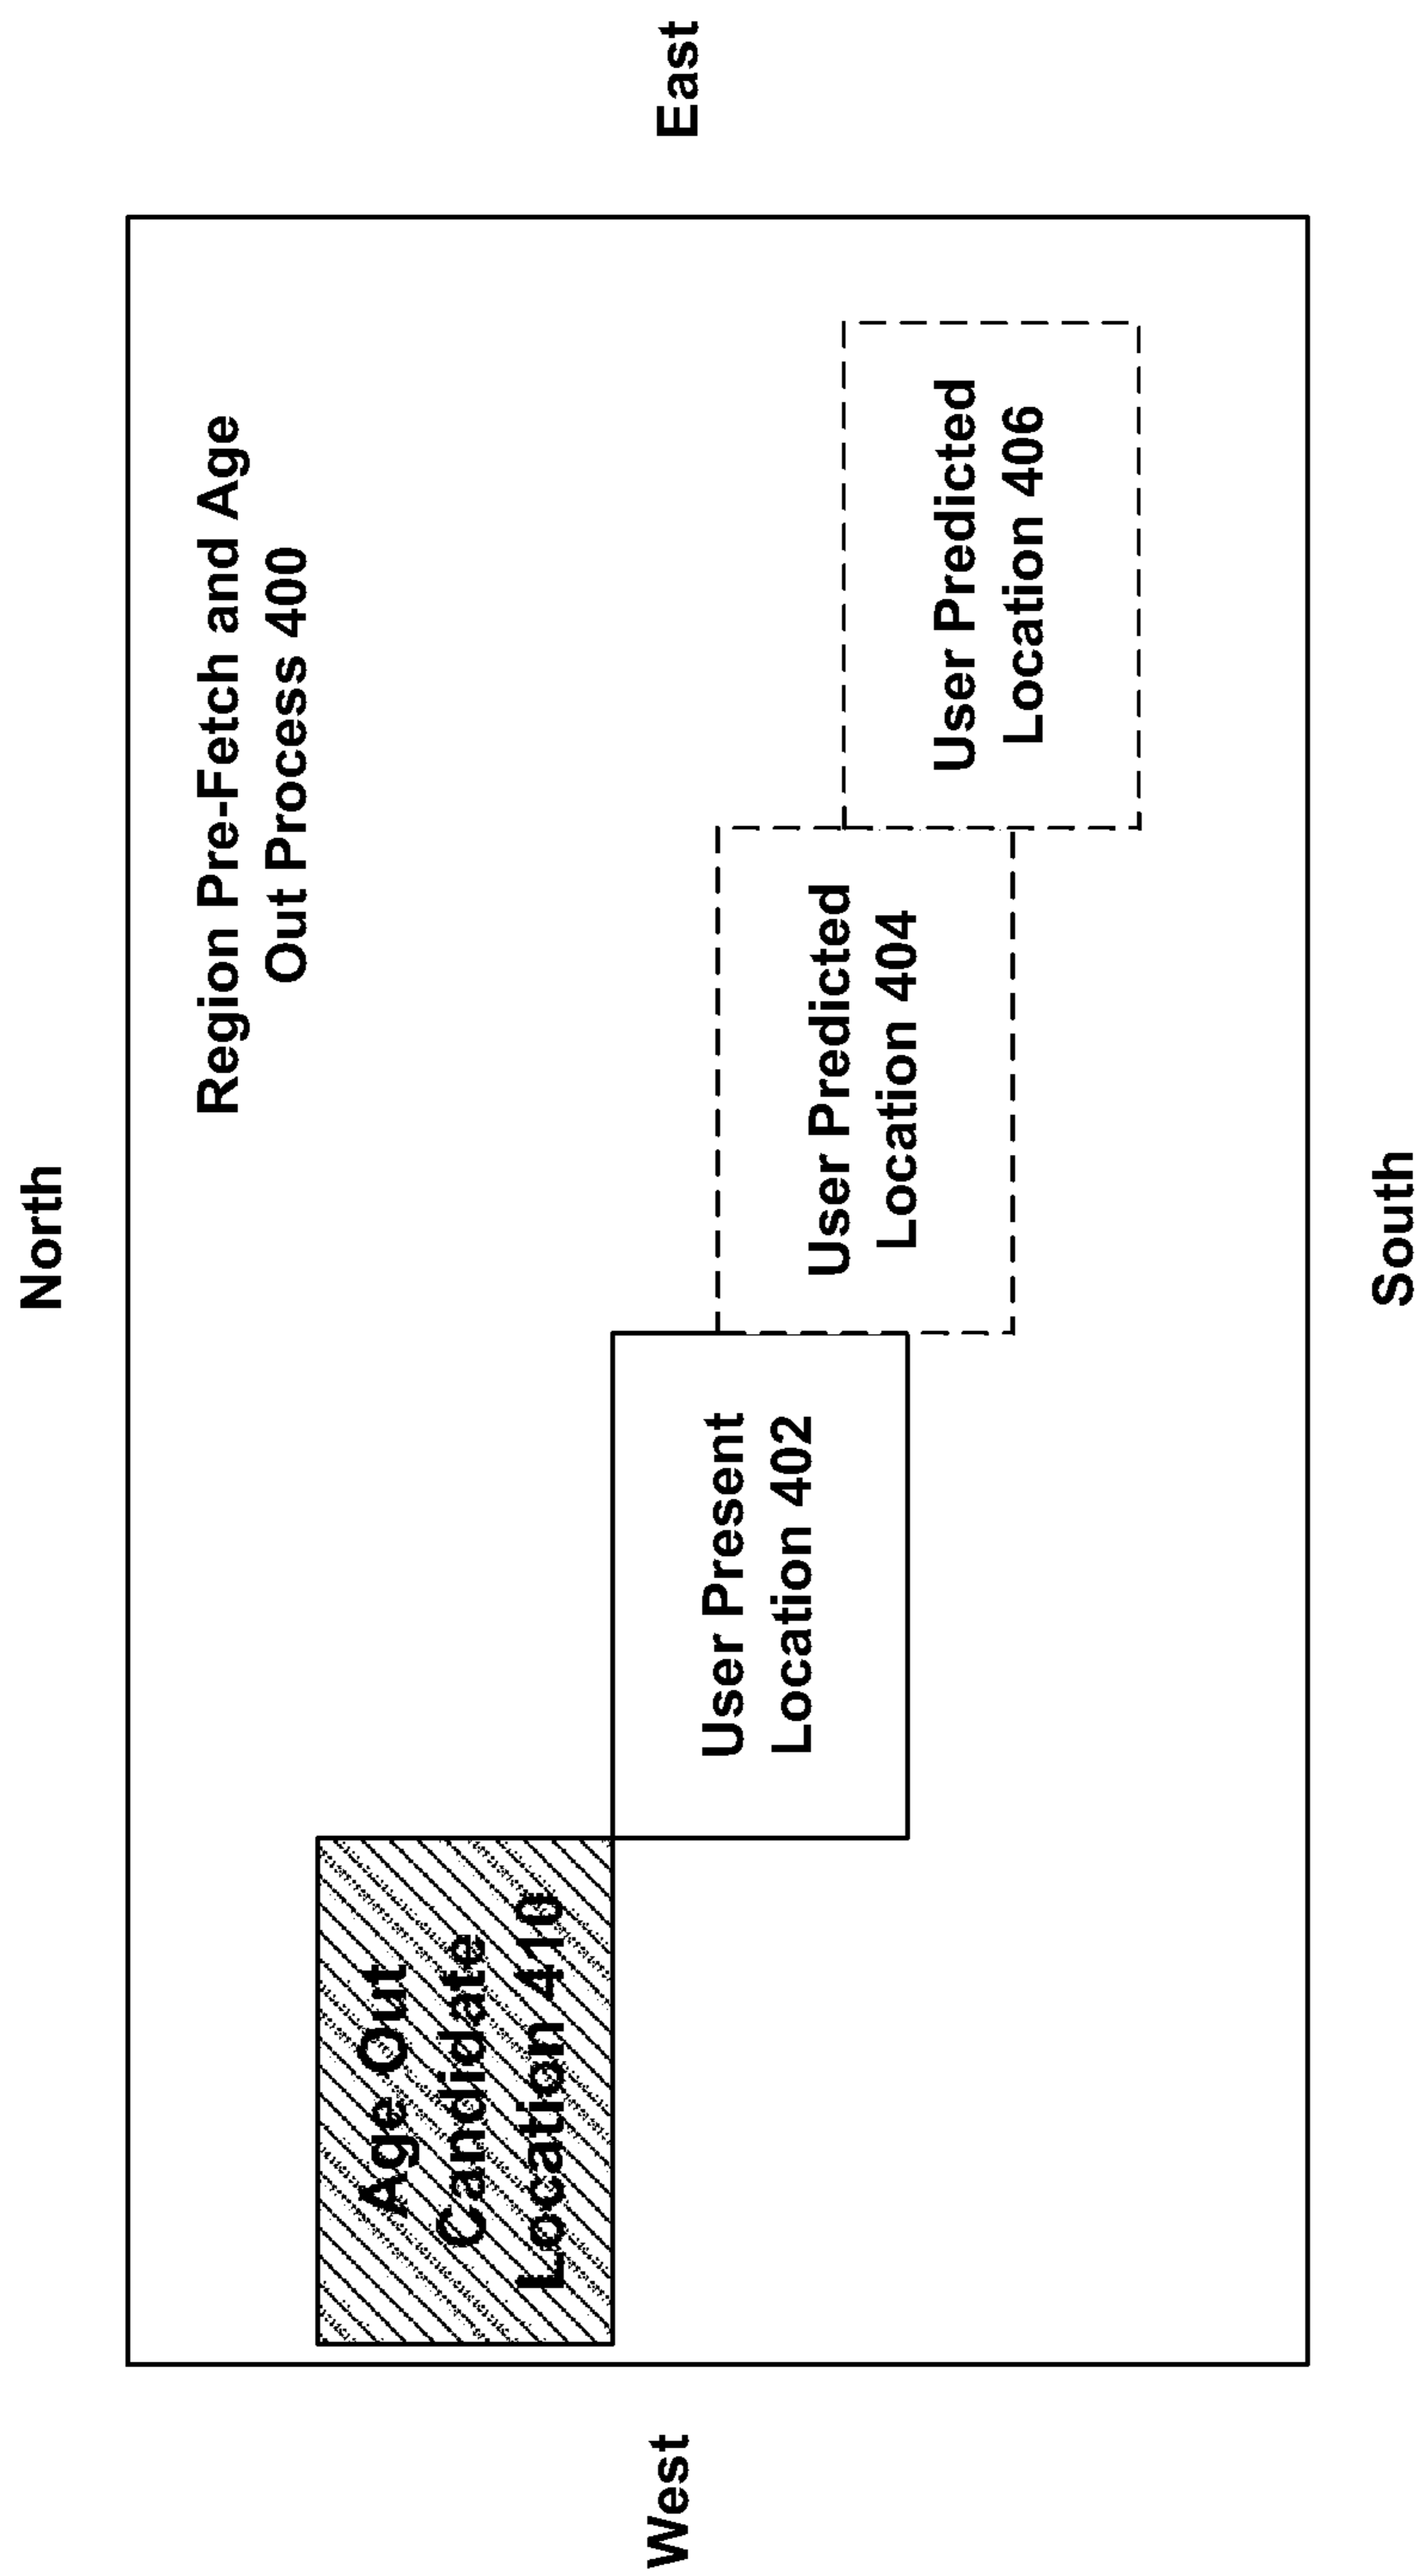 North
Region Pre-Fetch and Age
Out Process 400
West
East
Age Out
Candidate
Location 410
User Present
Location 402
User Predicted
Location 404
User Predicted
Location 406
South